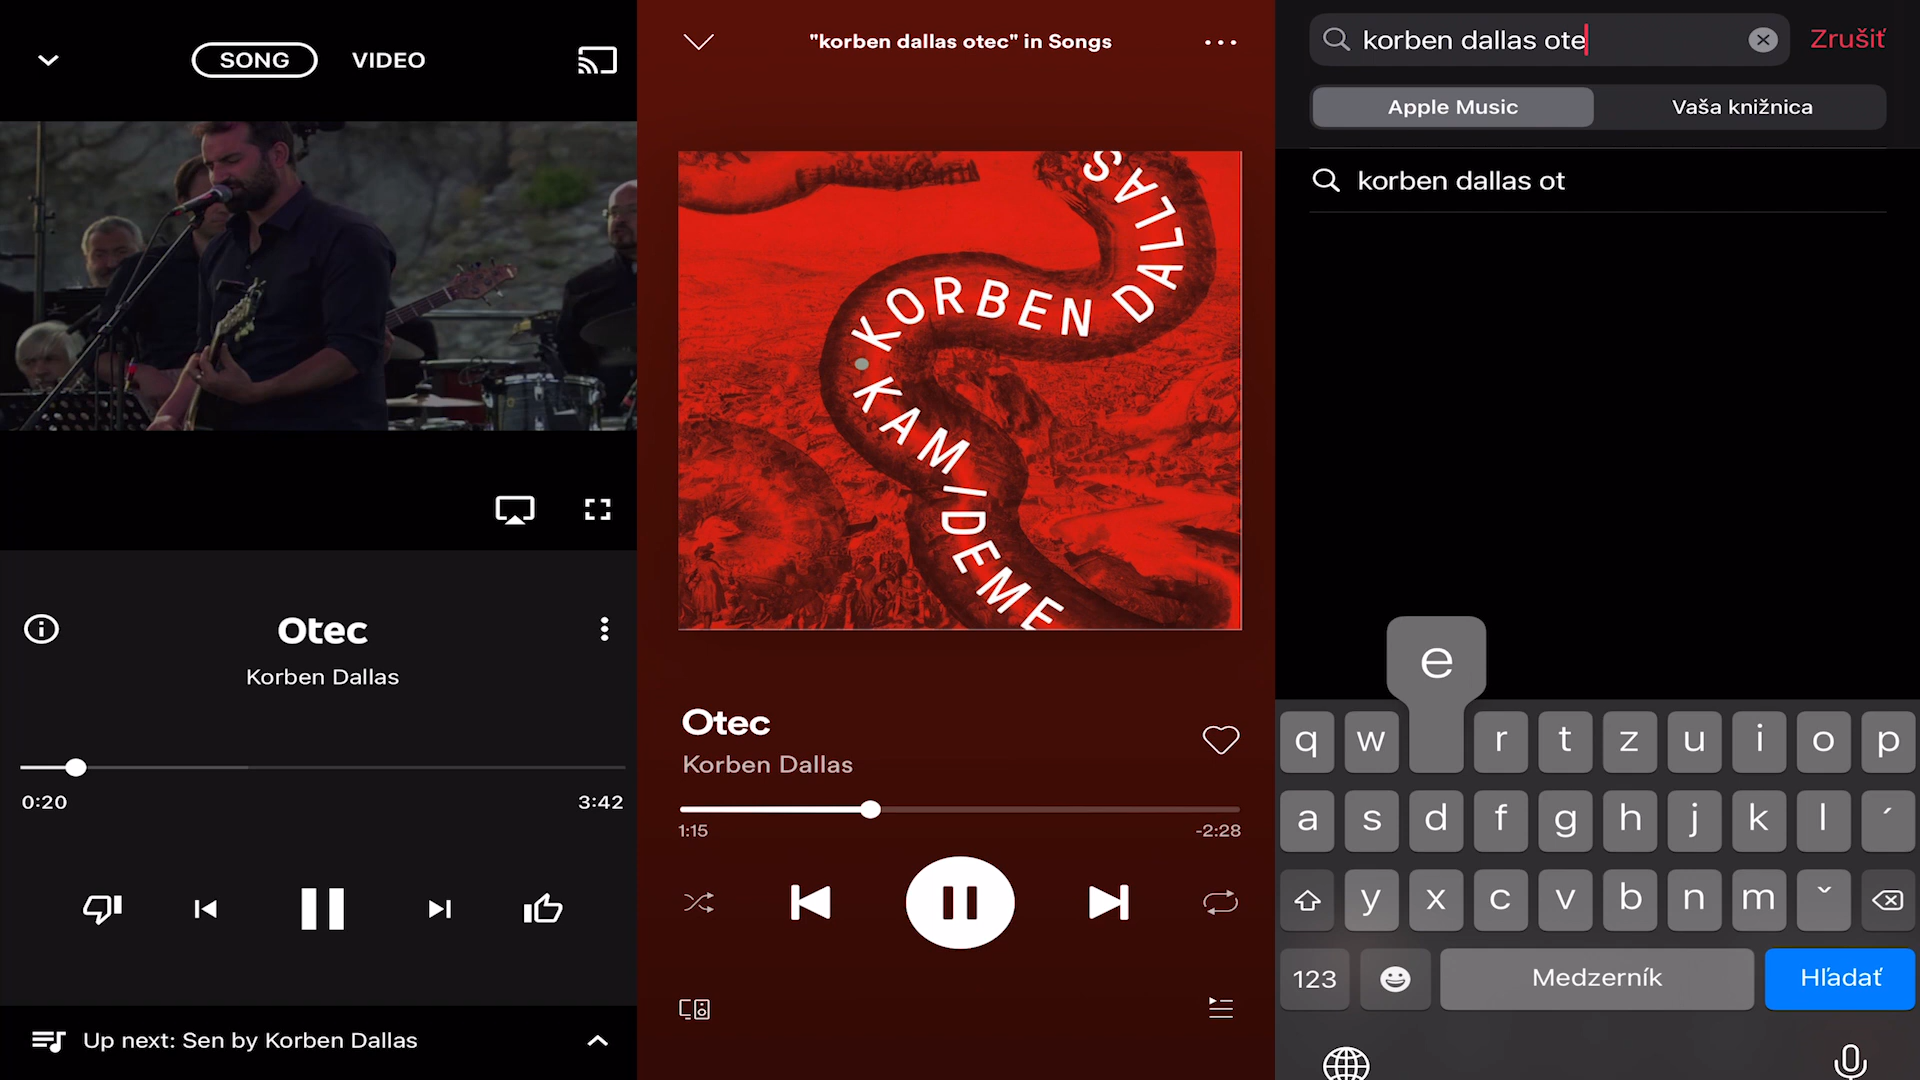 SONG VIDEO
Otec
Korben Dallas
0:20 3:42
Up next: Sen by Korben Dallas
"korben dallas otec" in Songs
KORBEN DALLAS
KAM IDEME
Otec
Korben Dallas
1:15 -2:28
korben dallas ote Zrušiť
Apple Music Vaša knižnica
korben dallas ot
e
q w r t z u i o p
a s d f g h j k l ´
y x c v b n m ˇ
123 Medzerník Hľadať